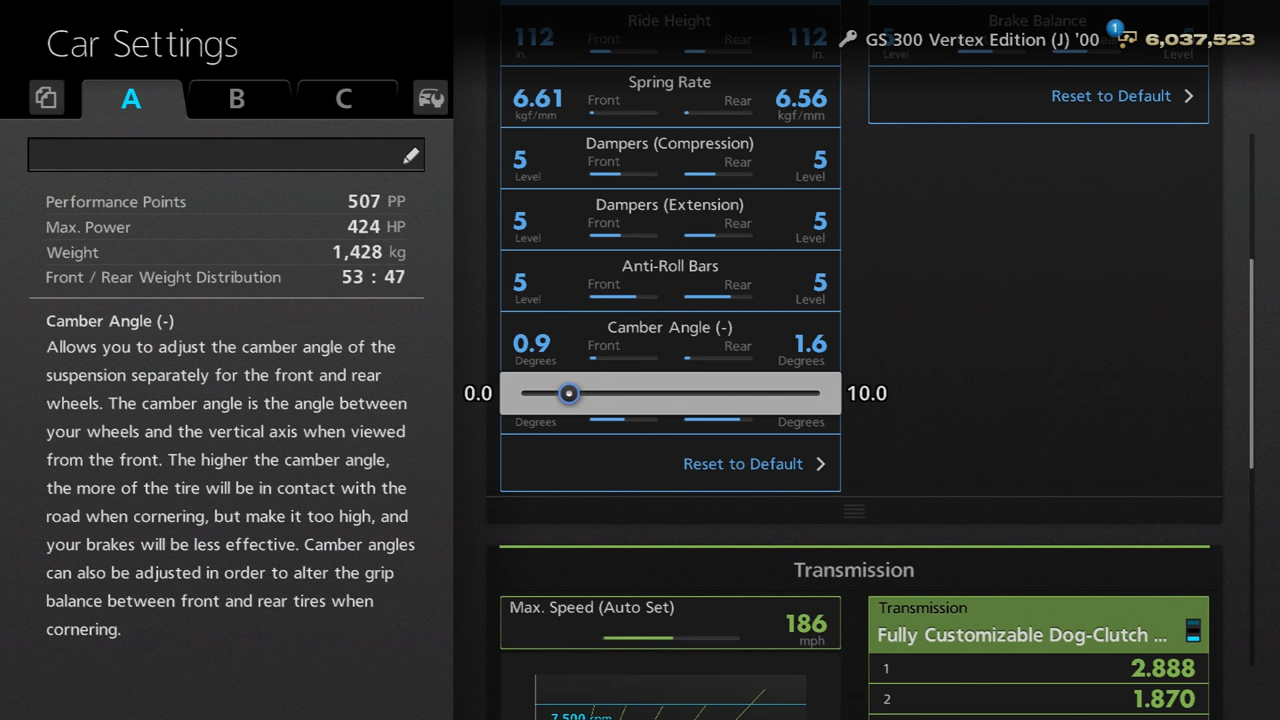 Car Settings
A
B
C
Performance Points 507 PP
Max. Power 424 HP
Weight 1,428 kg
Front / Rear Weight Distribution 53 : 47
Camber Angle (-)
Allows you to adjust the camber angle of the
suspension separately for the front and rear
wheels. The camber angle is the angle between
your wheels and the vertical axis when viewed
from the front. The higher the camber angle,
the more of the tire will be in contact with the
road when cornering, but make it too high, and
your brakes will be less effective. Camber angles
can also be adjusted in order to alter the grip
balance between front and rear tires when
cornering.
Ride Height
112 Front Rear 112
in. in.
Spring Rate
6.61 Front Rear 6.56
kgf/mm kgf/mm
Dampers (Compression)
5 Front Rear 5
Level Level
Dampers (Extension)
5 Front Rear 5
Level Level
Anti-Roll Bars
5 Front Rear 5
Level Level
Camber Angle (-)
0.9 Front Rear 1.6
Degrees Degrees
0.0 10.0
Degrees Degrees
Reset to Default
Brake Balance
GS 300 Vertex Edition (J) '00 1 6,037,523
Level Level
Reset to Default
Transmission
Max. Speed (Auto Set)
186
mph
7,500 rpm
Transmission
Fully Customizable Dog-Clutch ...
1 2.888
2 1.870